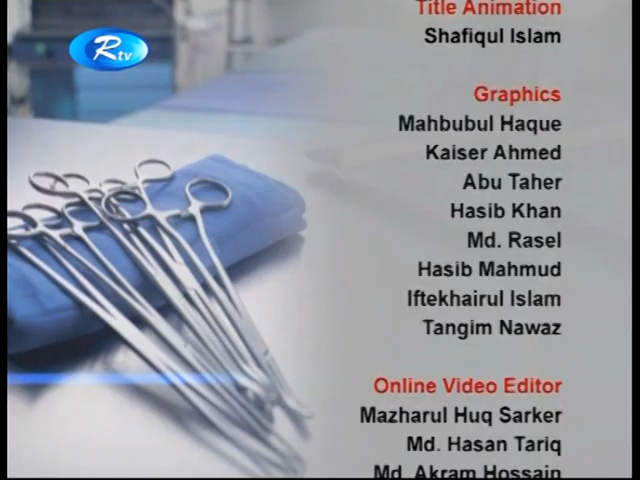 Rtv
Title Animation
Shafiqul Islam
Graphics
Mahbubul Haque
Kaiser Ahmed
Abu Taher
Hasib Khan
Md. Rasel
Hasib Mahmud
Iftekhairul Islam
Tangim Nawaz
Online Video Editor
Mazharul Huq Sarker
Md. Hasan Tariq
Md. Akram Hossain